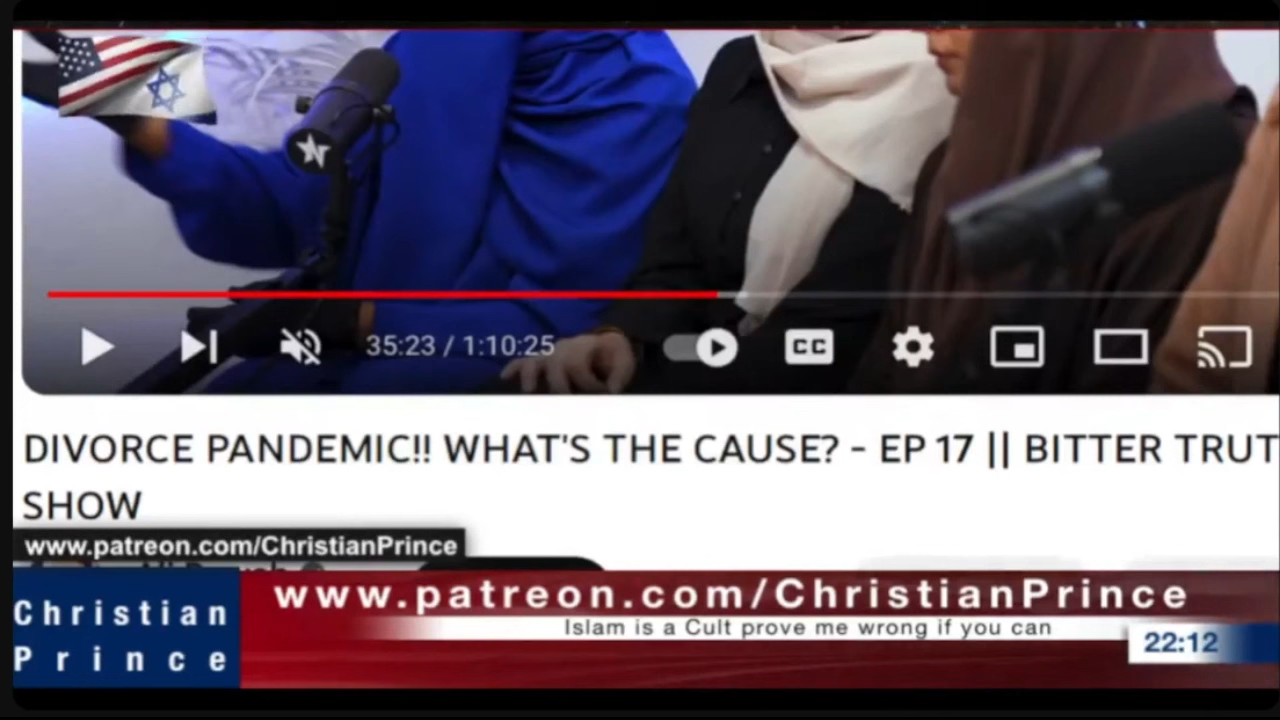 35:23 / 1:10:25
CC
DIVORCE PANDEMIC!! WHAT'S THE CAUSE? - EP 17 || BITTER TRUT
SHOW
www.patreon.com/ChristianPrince
Christian
Prince
www.patreon.com/ChristianPrince
Islam is a Cult prove me wrong if you can
22:12